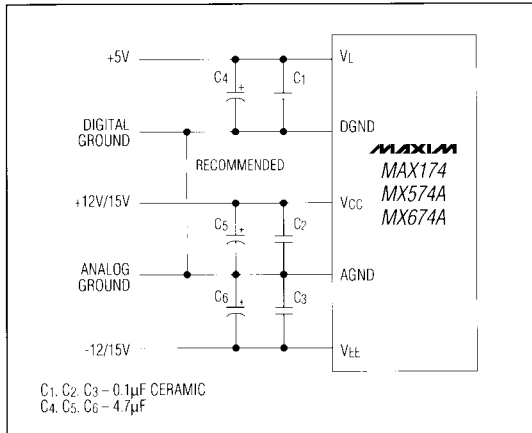 +5V
C4
+
C1
VL
DIGITAL
GROUND
DGND
RECOMMENDED
MAXIM
MAX174
MX574A
MX674A
+12V/15V
C5
+
C2
VCC
ANALOG
GROUND
AGND
C6
+
C3
-12/15V
VEE
C1, C2, C3 – 0.1µF CERAMIC
C4, C5, C6 – 4.7µF